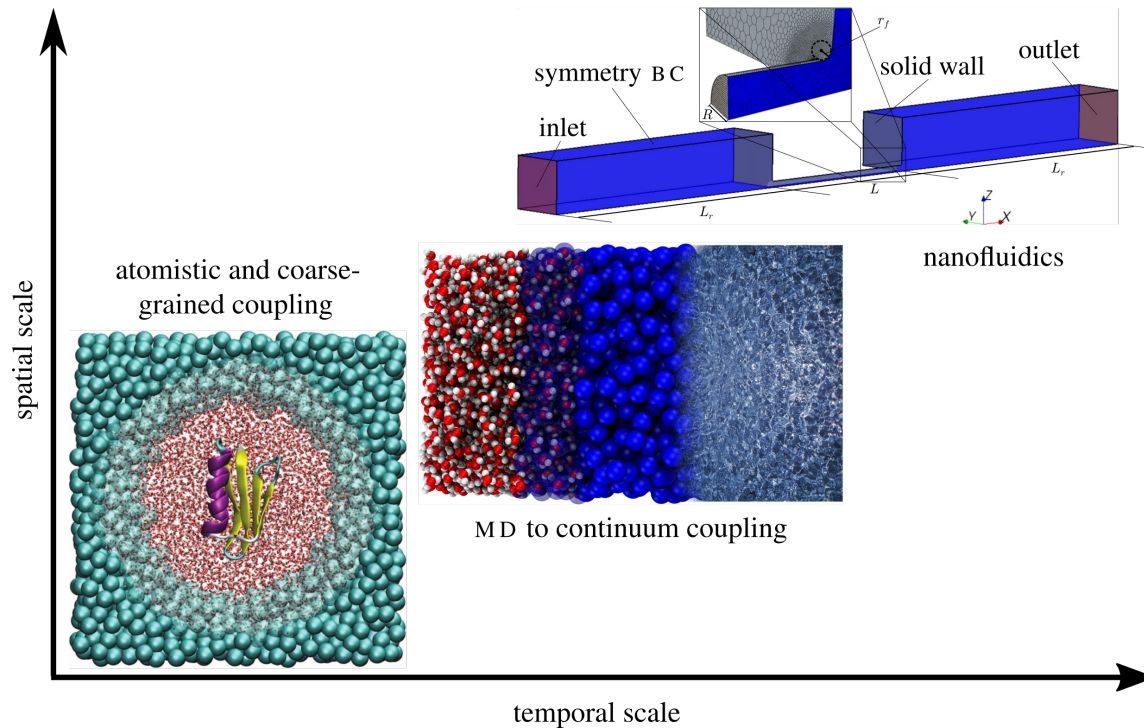 symmetry BC
r_f
solid wall
outlet
inlet
R
L
L_r
L_r
Z
Y
X
nanofluidics
atomistic and coarse-
grained coupling
MD to continuum coupling
spatial scale
temporal scale